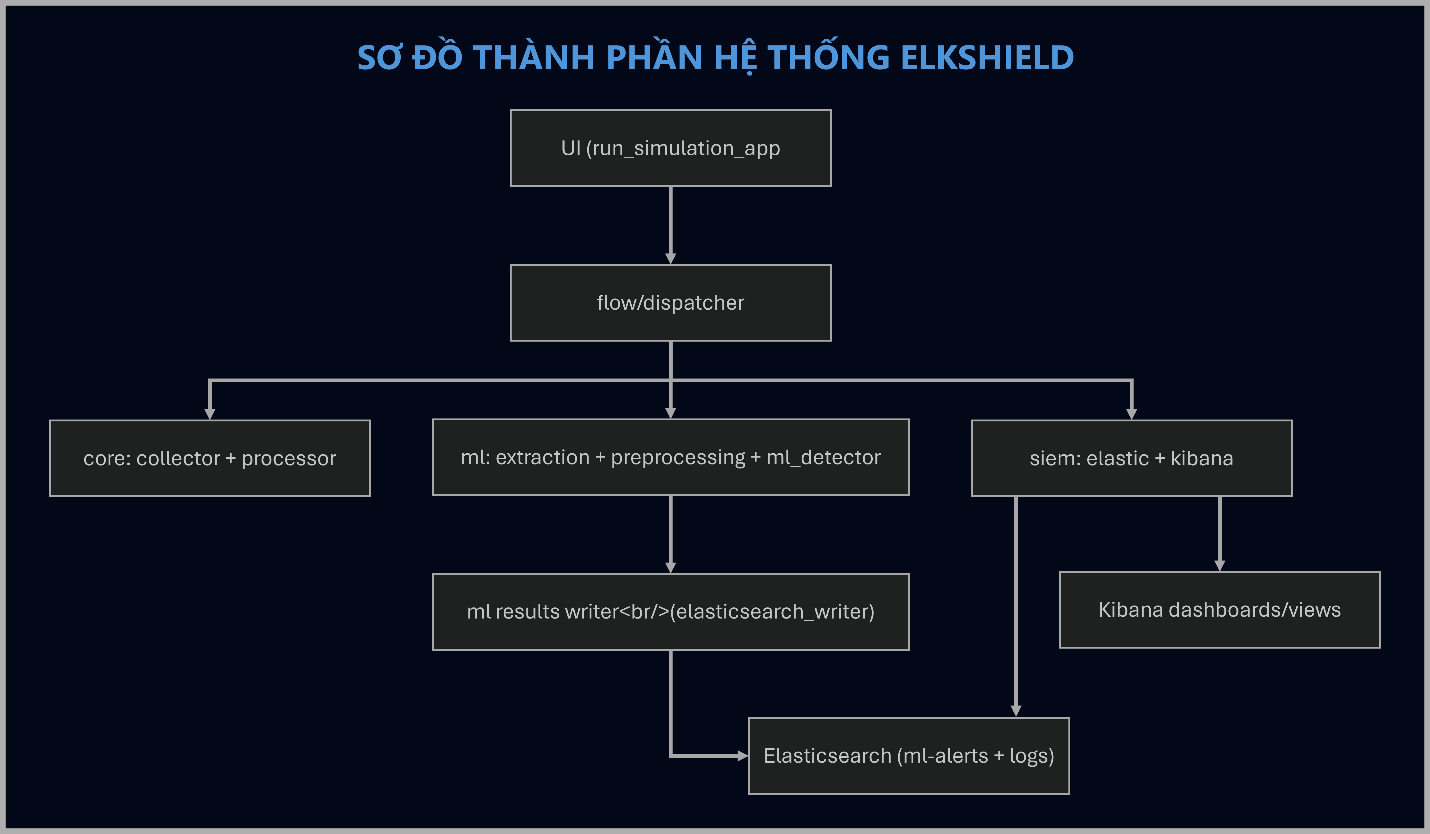 SƠ ĐỒ THÀNH PHẦN HỆ THỐNG ELKSHIELD
UI (run_simulation_app
flow/dispatcher
core: collector + processor
ml: extraction + preprocessing + ml_detector
siem: elastic + kibana
ml results writer<br/>(elasticsearch_writer)
Kibana dashboards/views
Elasticsearch (ml-alerts + logs)